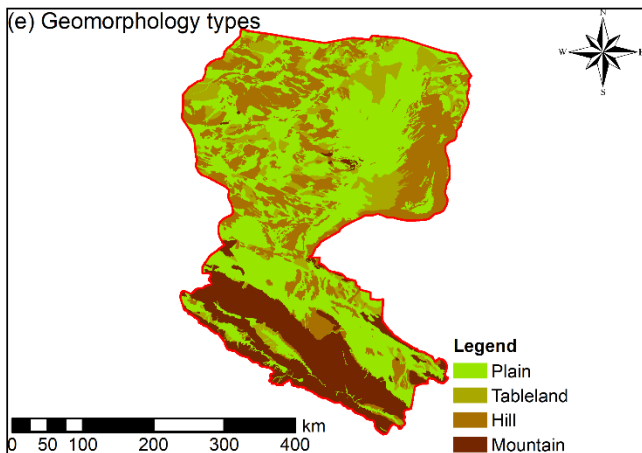 (e) Geomorphology types
N
W
E
S
Legend
Plain
Tableland
Hill
Mountain
0 50 100 200 300 400 km